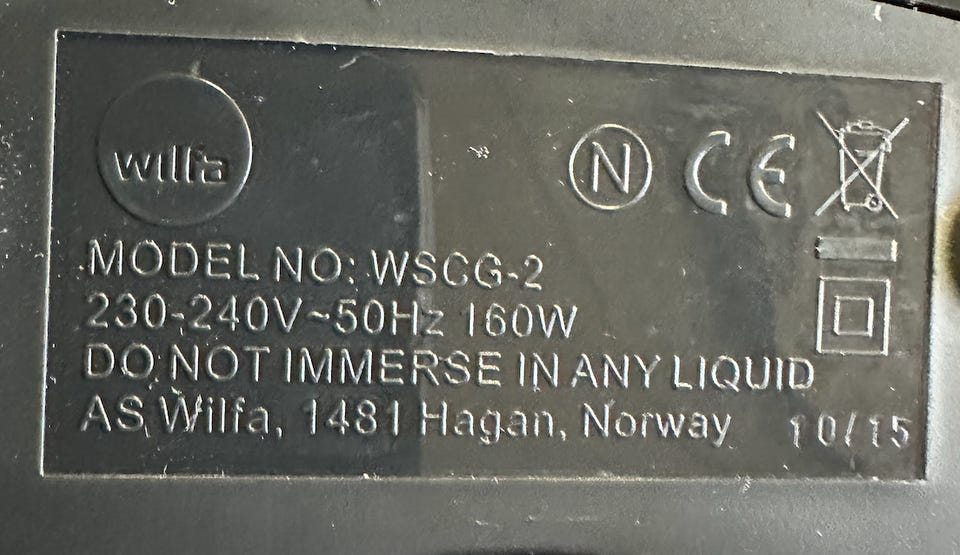 wilfa
N CE
MODEL NO: WSCG-2
230-240V~50Hz 160W
DO NOT IMMERSE IN ANY LIQUID
AS Wilfa, 1481 Hagan, Norway 10/15